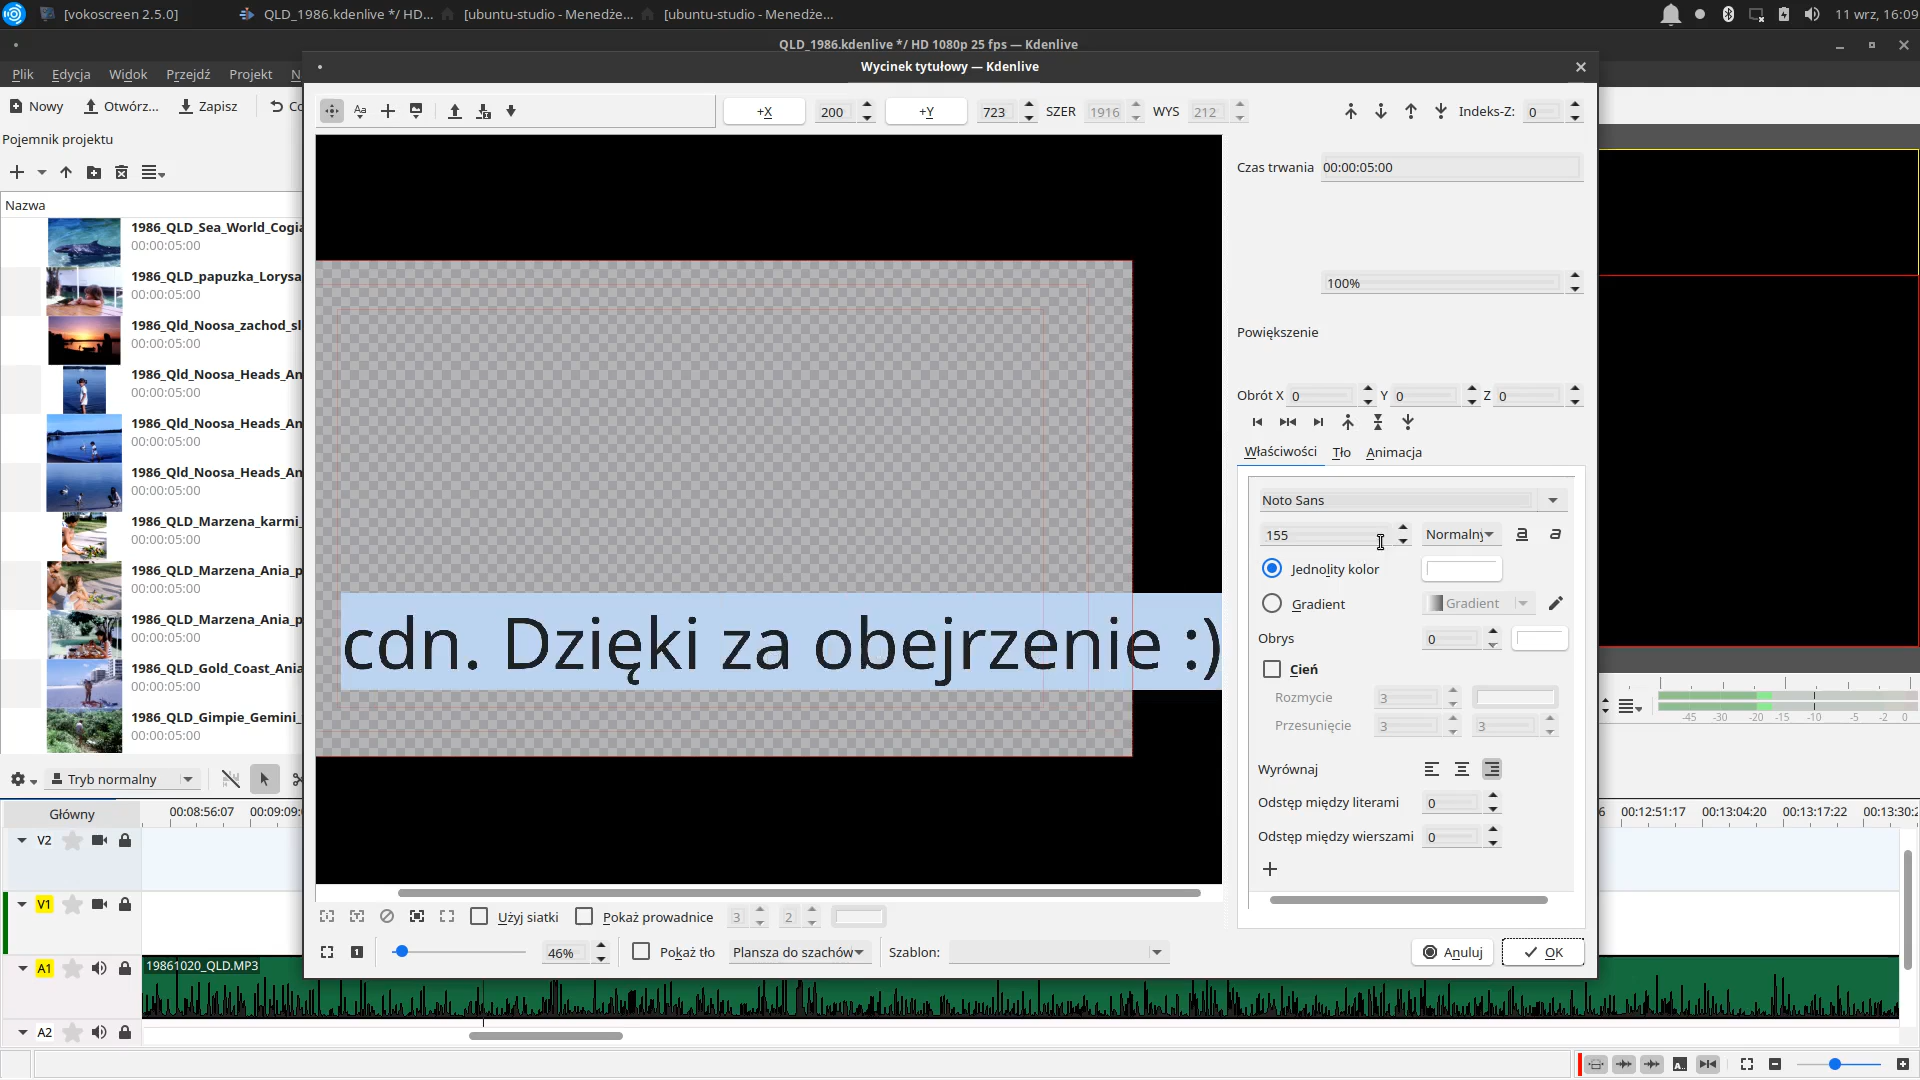 [vokoscreen 2.5.0]
QLD_1986.kdenlive */ HD...
[ubuntu-studio - Menedże...
[ubuntu-studio - Menedże...
11 wrz, 16:09
QLD_1986.kdenlive */ HD 1080p 25 fps — Kdenlive
Plik Edycja Widok Przejdź Projekt N
Wycinek tytułowy — Kdenlive
Nowy Otwórz... Zapisz Co
+X 200 +Y 723 SZER 1916 WYS 212 Indeks-Z: 0
Pojemnik projektu
Czas trwania 00:00:05:00
Nazwa
1986_QLD_Sea_World_Cogia
00:00:05:00
1986_QLD_papuzka_Lorysa
00:00:05:00
1986_Qld_Noosa_zachod_sl
00:00:05:00
1986_Qld_Noosa_Heads_An
00:00:05:00
1986_Qld_Noosa_Heads_An
00:00:05:00
1986_Qld_Noosa_Heads_An
00:00:05:00
1986_QLD_Marzena_karmi_
00:00:05:00
1986_QLD_Marzena_Ania_p
00:00:05:00
1986_QLD_Marzena_Ania_p
00:00:05:00
1986_QLD_Gold_Coast_Ania
00:00:05:00
1986_QLD_Gimpie_Gemini_
00:00:05:00
100%
Powiększenie
Obrót X 0 Y 0 Z 0
Właściwości Tło Animacja
Noto Sans
155 Normalny a a
Jednolity kolor
Gradient Gradient
Obrys 0
Cień
Rozmycie 3
Przesunięcie 3 3
Wyrównaj
Odstęp między literami 0
Odstęp między wierszami 0
cdn. Dzięki za obejrzenie :)
-45 -30 -20 -15 -10 -5 -2 0
Użyj siatki Pokaż prowadnice 3 2
46% Pokaż tło Plansza do szachów Szablon:
Anuluj OK
Tryb normalny
Główny 00:08:56:07 00:09:09: 6 00:12:51:17 00:13:04:20 00:13:17:22 00:13:30:2
V2
V1
A1 19861020_QLD.MP3
A2